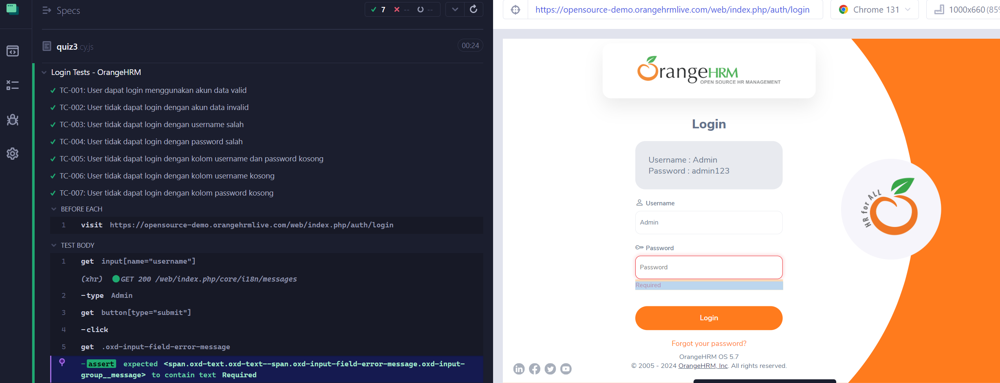 Specs
7 -- --
quiz3.cy.js
00:24
Login Tests - OrangeHRM
TC-001: User dapat login menggunakan akun data valid
TC-002: User tidak dapat login dengan akun data invalid
TC-003: User tidak dapat login dengan username salah
TC-004: User tidak dapat login dengan password salah
TC-005: User tidak dapat login dengan kolom username dan password kosong
TC-006: User tidak dapat login dengan kolom username kosong
TC-007: User tidak dapat login dengan kolom password kosong
BEFORE EACH
1 visit https://opensource-demo.orangehrmlive.com/web/index.php/auth/login
TEST BODY
1 get input[name="username"]
(xhr) GET 200 /web/index.php/core/i18n/messages
2 -type Admin
3 get button[type="submit"]
4 -click
5 get .oxd-input-field-error-message
-assert expected <span.oxd-text.oxd-text--span.oxd-input-field-error-message.oxd-input-
group__message> to contain text Required
https://opensource-demo.orangehrmlive.com/web/index.php/auth/login
Chrome 131
1000x660 (85%
OrangeHRM
OPEN SOURCE HR MANAGEMENT
Login
Username : Admin
Password : admin123
Username
Admin
Password
Password
Required
Login
Forgot your password?
OrangeHRM OS 5.7
© 2005 - 2024 OrangeHRM, Inc. All rights reserved.
HR for ALL